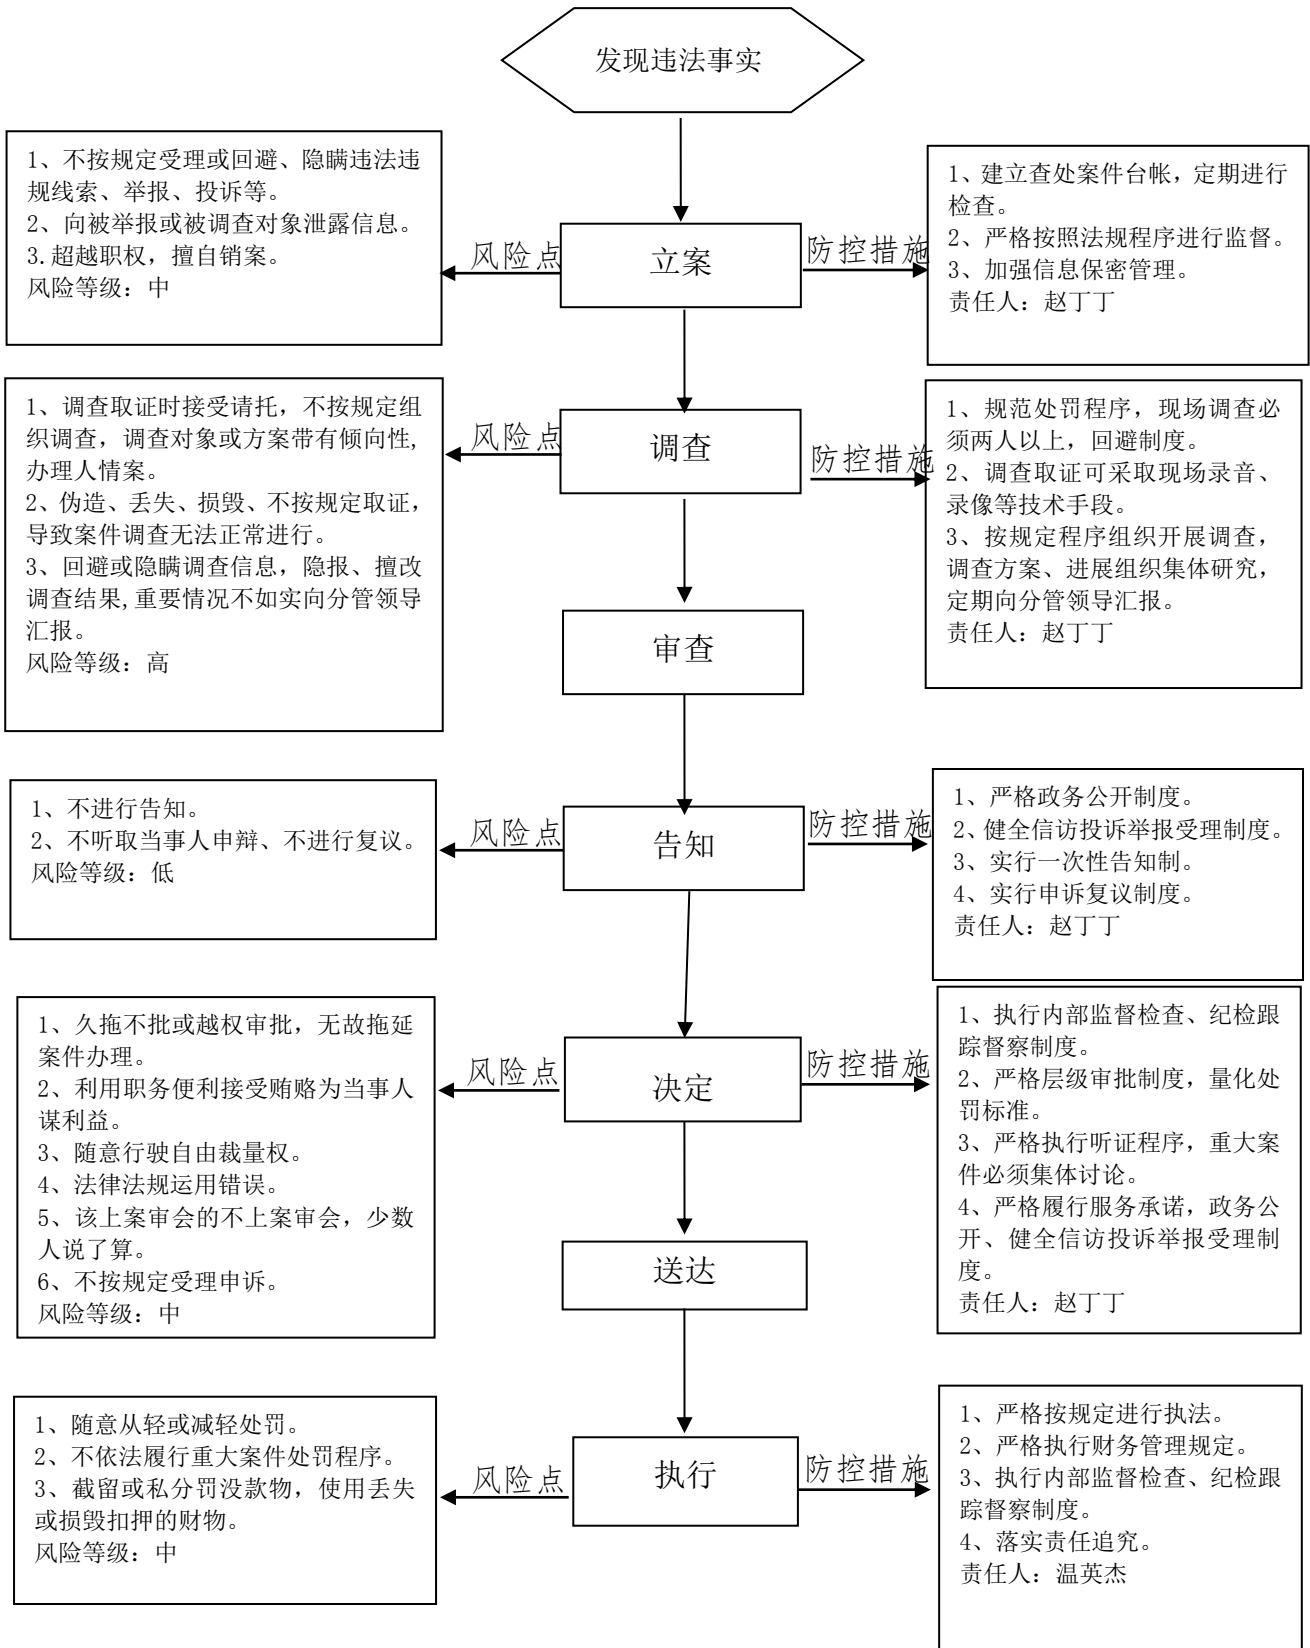 发现违法事实
1、不按规定受理或回避、隐瞒违法违
规线索、举报、投诉等。
2、向被举报或被调查对象泄露信息。
3.超越职权，擅自销案。
风险等级：中
风险点
立案
防控措施
1、建立查处案件台帐，定期进行
检查。
2、严格按照法规程序进行监督。
3、加强信息保密管理。
责任人：赵丁丁
1、调查取证时接受请托，不按规定组
织调查，调查对象或方案带有倾向性,
办理人情案。
2、伪造、丢失、损毁、不按规定取证，
导致案件调查无法正常进行。
3、回避或隐瞒调查信息，隐报、擅改
调查结果,重要情况不如实向分管领导
汇报。
风险等级：高
风险点
调查
防控措施
1、规范处罚程序，现场调查必
须两人以上，回避制度。
2、调查取证可采取现场录音、
录像等技术手段。
3、按规定程序组织开展调查，
调查方案、进展组织集体研究，
定期向分管领导汇报。
责任人：赵丁丁
审查
1、不进行告知。
2、不听取当事人申辩、不进行复议。
风险等级：低
风险点
告知
防控措施
1、严格政务公开制度。
2、健全信访投诉举报受理制度。
3、实行一次性告知制。
4、实行申诉复议制度。
责任人：赵丁丁
1、久拖不批或越权审批，无故拖延
案件办理。
2、利用职务便利接受贿赂为当事人
谋利益。
3、随意行驶自由裁量权。
4、法律法规运用错误。
5、该上案审会的不上案审会，少数
人说了算。
6、不按规定受理申诉。
风险等级：中
风险点
决定
防控措施
1、执行内部监督检查、纪检跟
踪督察制度。
2、严格层级审批制度，量化处
罚标准。
3、严格执行听证程序，重大案
件必须集体讨论。
4、严格履行服务承诺，政务公
开、健全信访投诉举报受理制
度。
责任人：赵丁丁
送达
1、随意从轻或减轻处罚。
2、不依法履行重大案件处罚程序。
3、截留或私分罚没款物，使用丢失
或损毁扣押的财物。
风险等级：中
风险点
执行
防控措施
1、严格按规定进行执法。
2、严格执行财务管理规定。
3、执行内部监督检查、纪检跟
踪督察制度。
4、落实责任追究。
责任人：温英杰